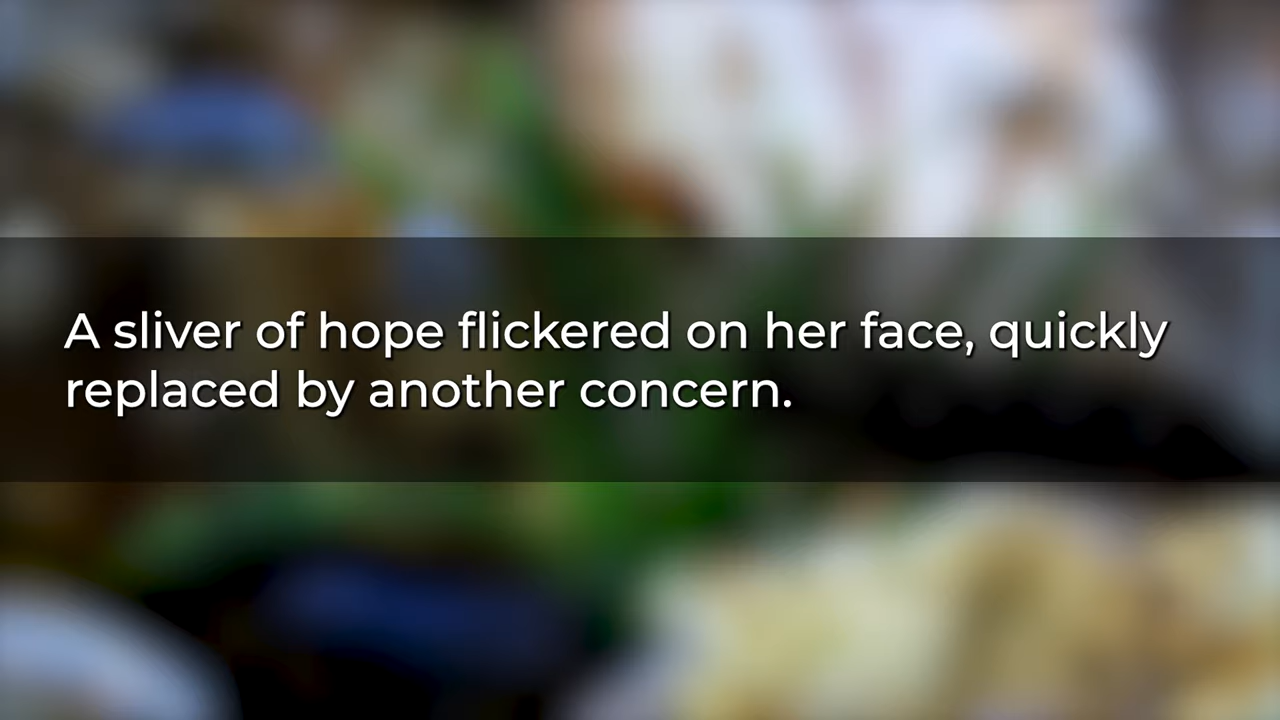 A sliver of hope flickered on her face, quickly
replaced by another concern.